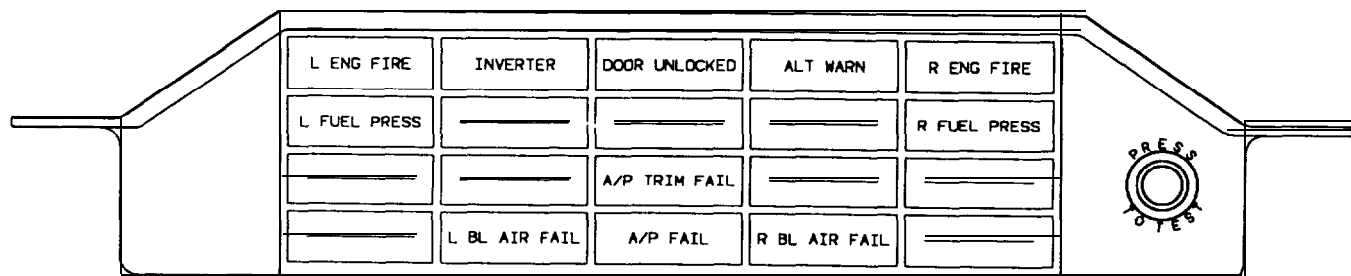 L ENG FIRE INVERTER DOOR UNLOCKED ALT WARN R ENG FIRE
L FUEL PRESS R FUEL PRESS
A/P TRIM FAIL
L BL AIR FAIL A/P FAIL R BL AIR FAIL
PRESS
TO TEST